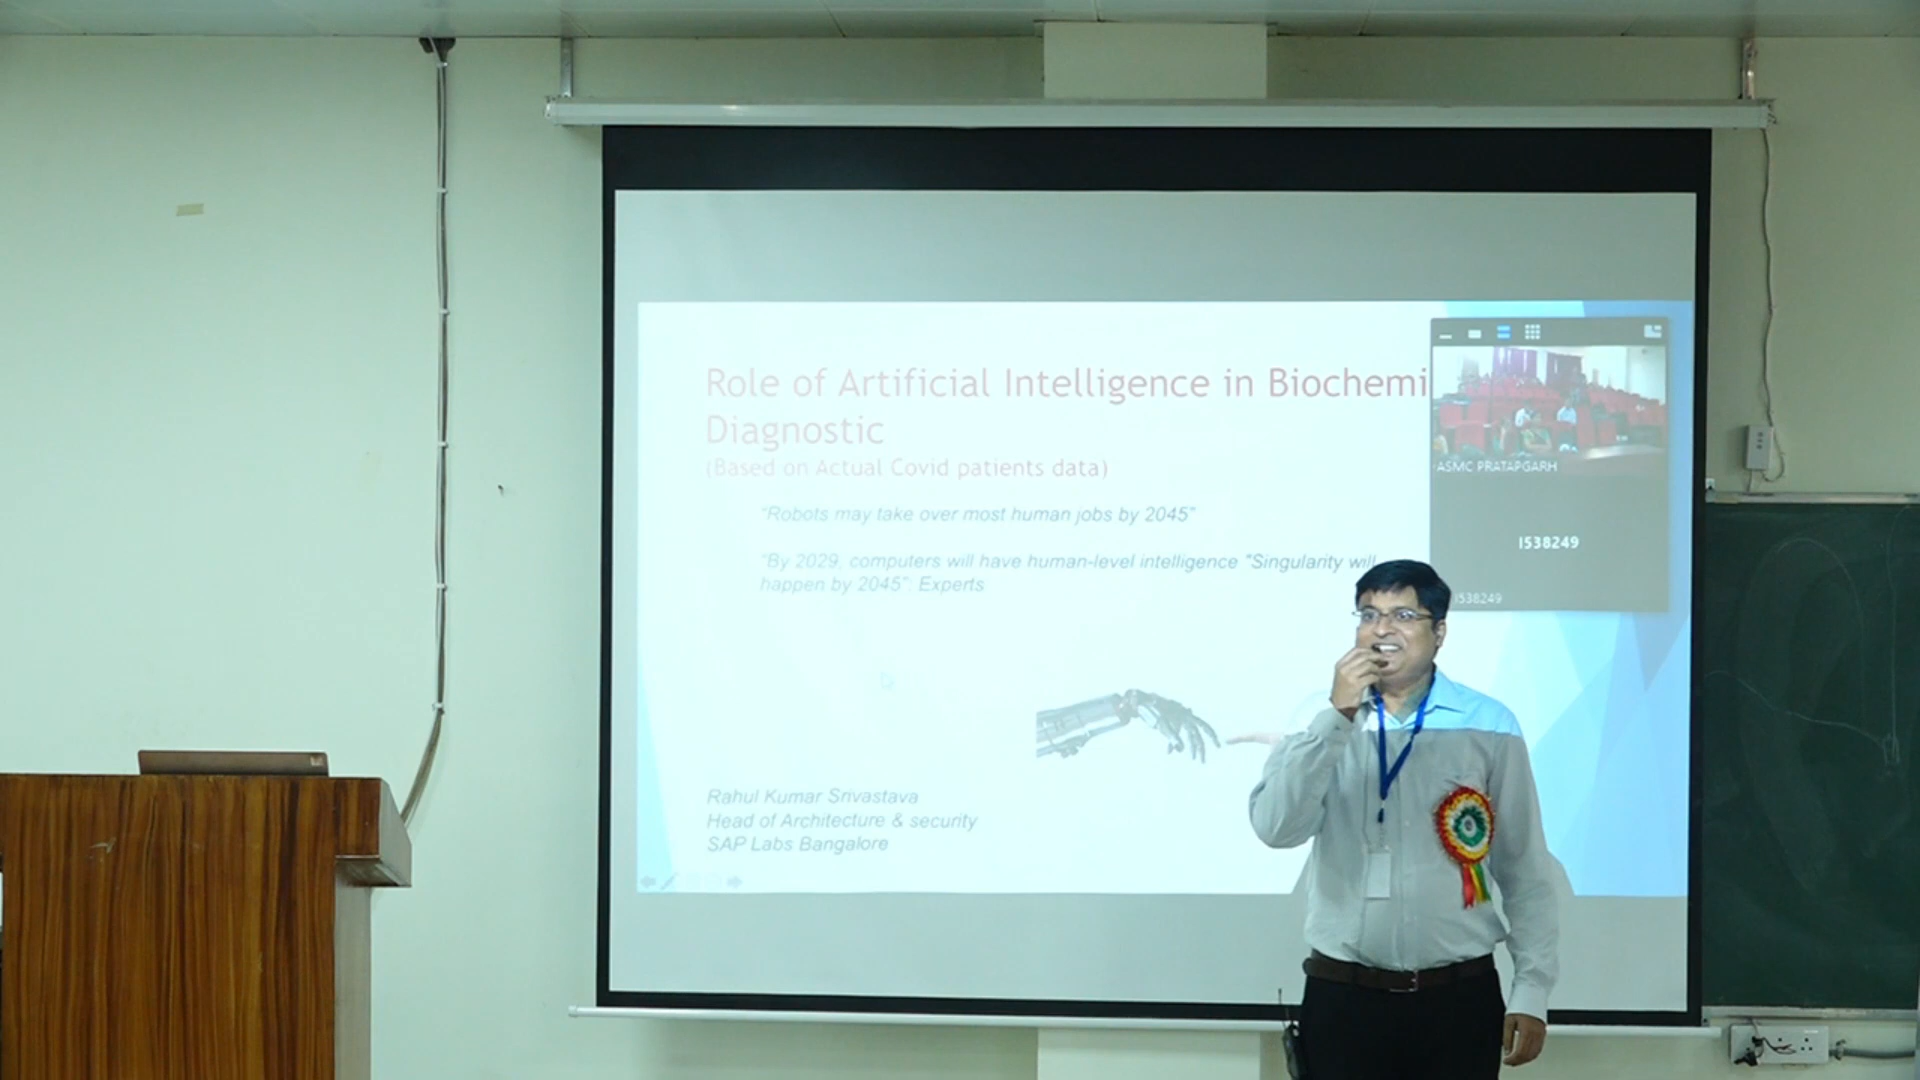 Role of Artificial Intelligence in Biochemi
Diagnostic
(Based on Actual Covid patients data)
"Robots may take over most human jobs by 2045"
"By 2029, computers will have human-level intelligence "Singularity will
happen by 2045": Experts
Rahul Kumar Srivastava
Head of Architecture & security
SAP Labs Bangalore
ASMC PRATAPGARH
I538249
I538249